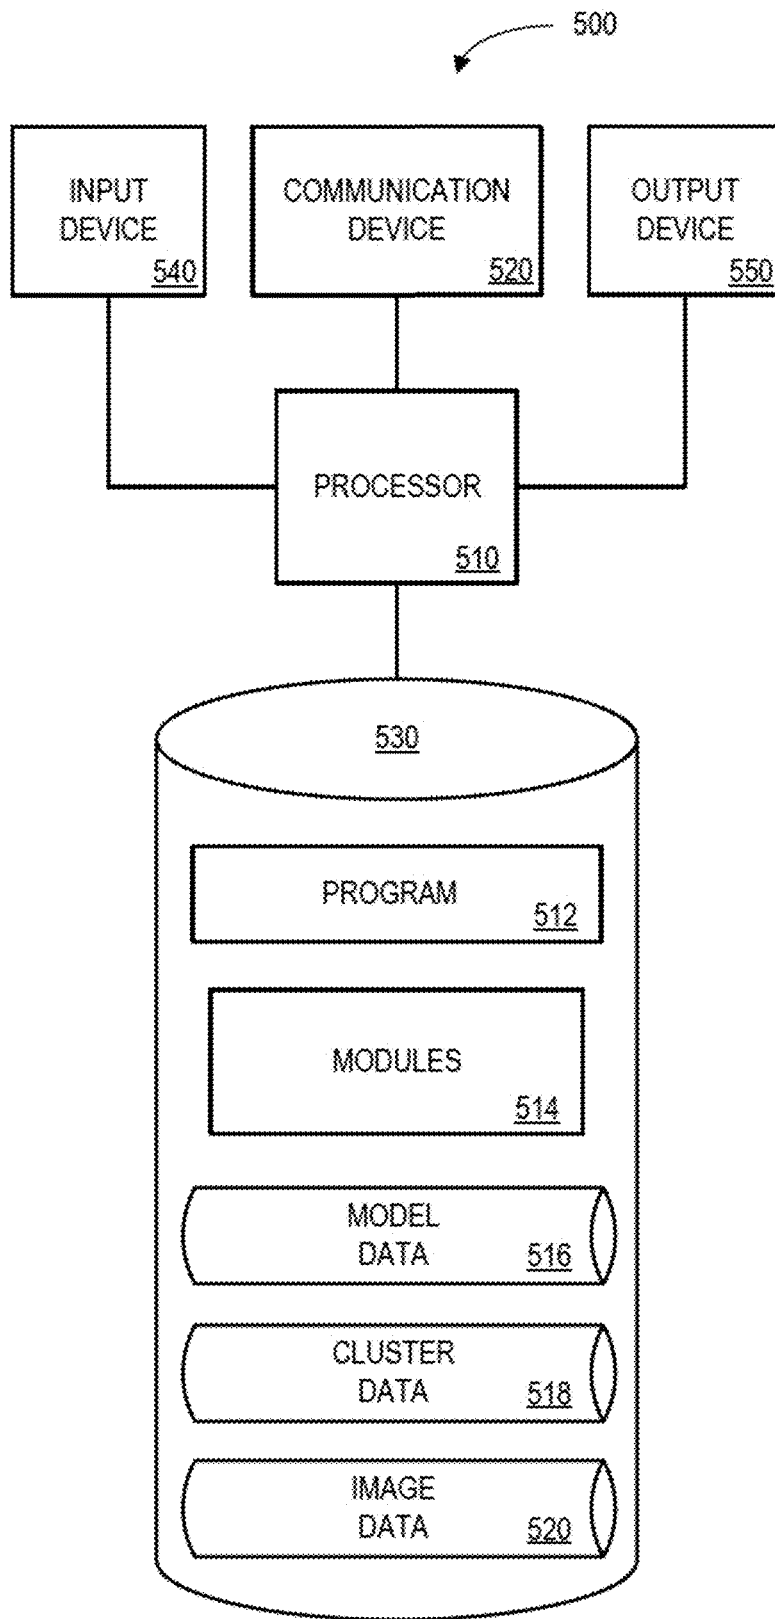 500
INPUT
DEVICE
540
COMMUNICATION
DEVICE
520
OUTPUT
DEVICE
550
PROCESSOR
510
530
PROGRAM
512
MODULES
514
MODEL
DATA
516
CLUSTER
DATA
518
IMAGE
DATA
520